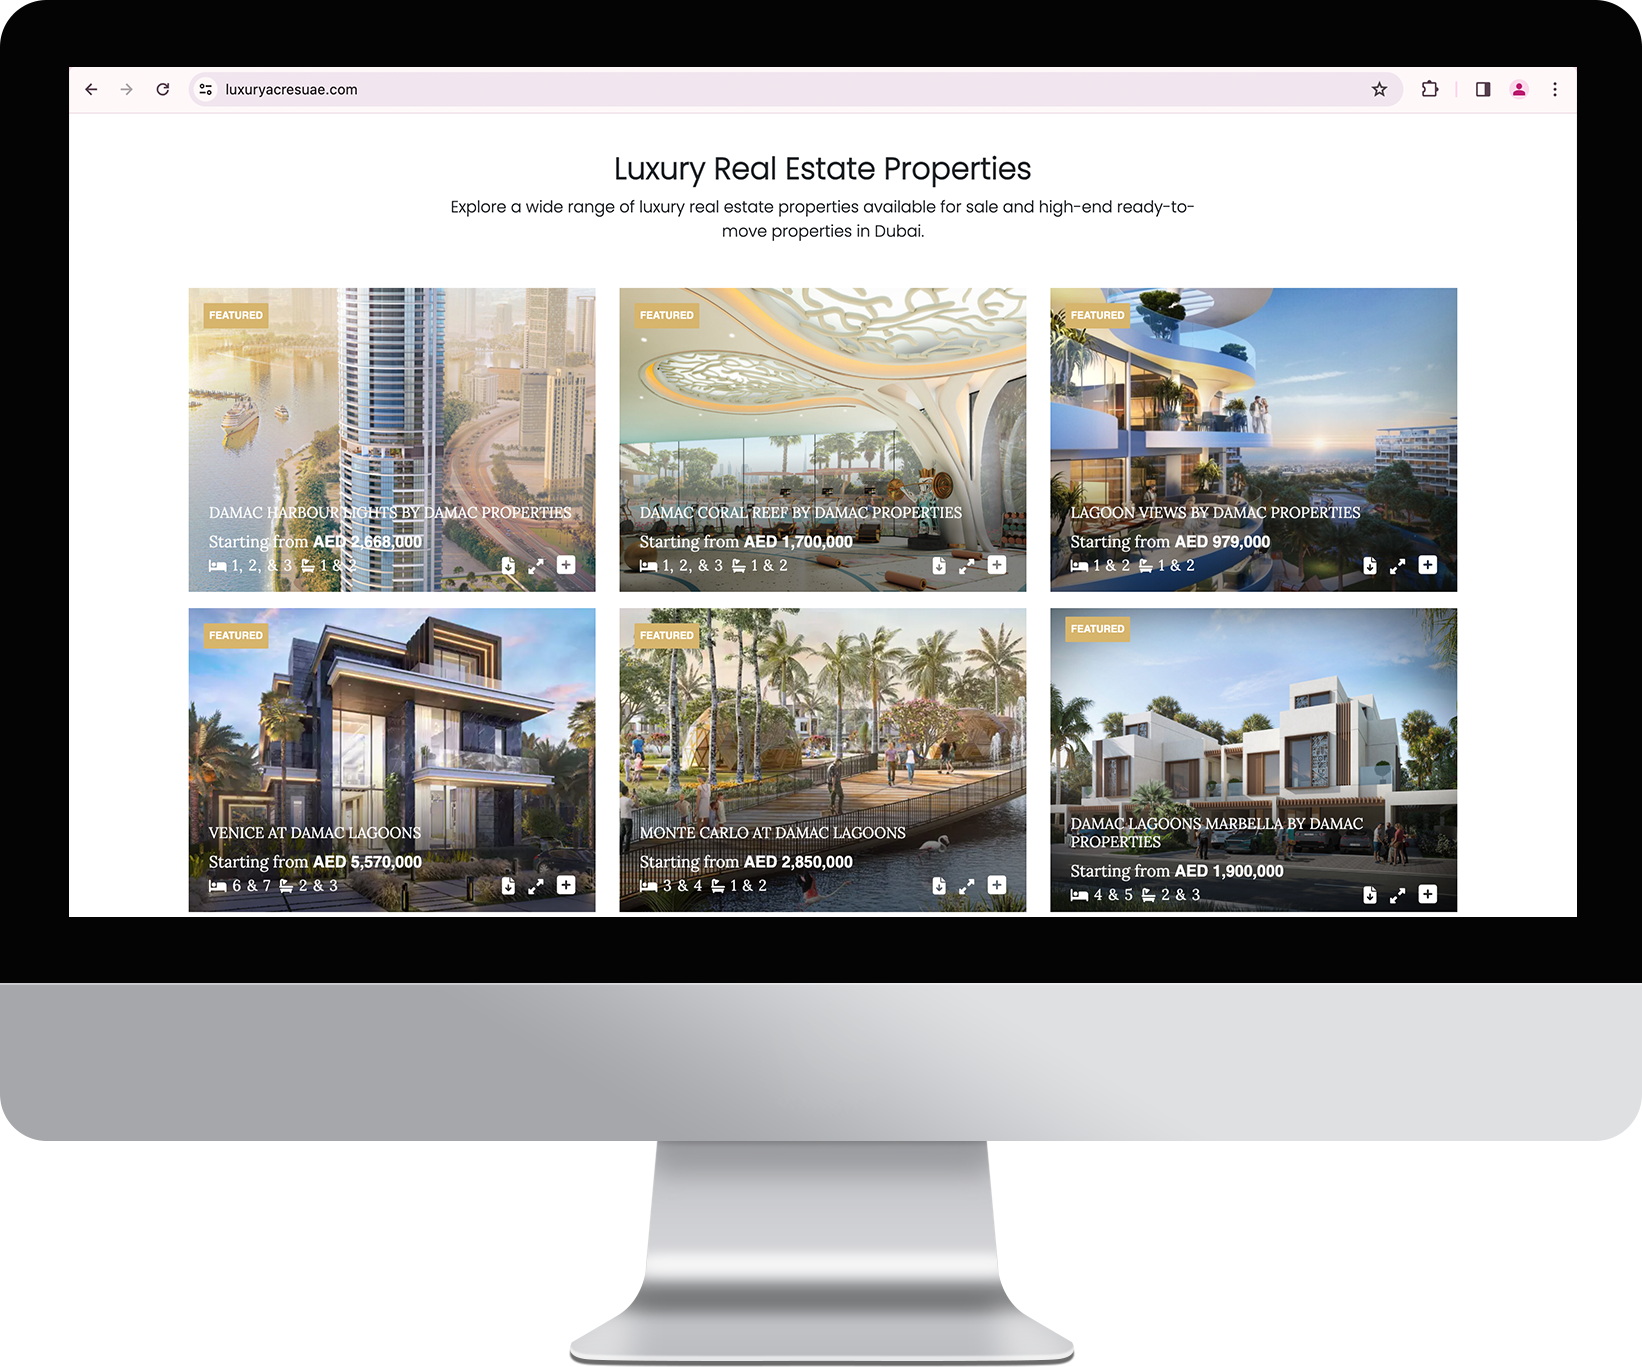 luxuryacresuae.com
Luxury Real Estate Properties
Explore a wide range of luxury real estate properties available for sale and high-end ready-to-
move properties in Dubai.
FEATURED
DAMAC HARBOUR LIGHTS BY DAMAC PROPERTIES
Starting from AED 2,668,000
1, 2, & 3 1 & 2
FEATURED
DAMAC CORAL REEF BY DAMAC PROPERTIES
Starting from AED 1,700,000
1, 2, & 3 1 & 2
FEATURED
LAGOON VIEWS BY DAMAC PROPERTIES
Starting from AED 979,000
1 & 2 1 & 2
FEATURED
VENICE AT DAMAC LAGOONS
Starting from AED 5,570,000
6 & 7 2 & 3
FEATURED
MONTE CARLO AT DAMAC LAGOONS
Starting from AED 2,850,000
3 & 4 1 & 2
FEATURED
DAMAC LAGOONS MARBELLA BY DAMAC
PROPERTIES
Starting from AED 1,900,000
4 & 5 2 & 3